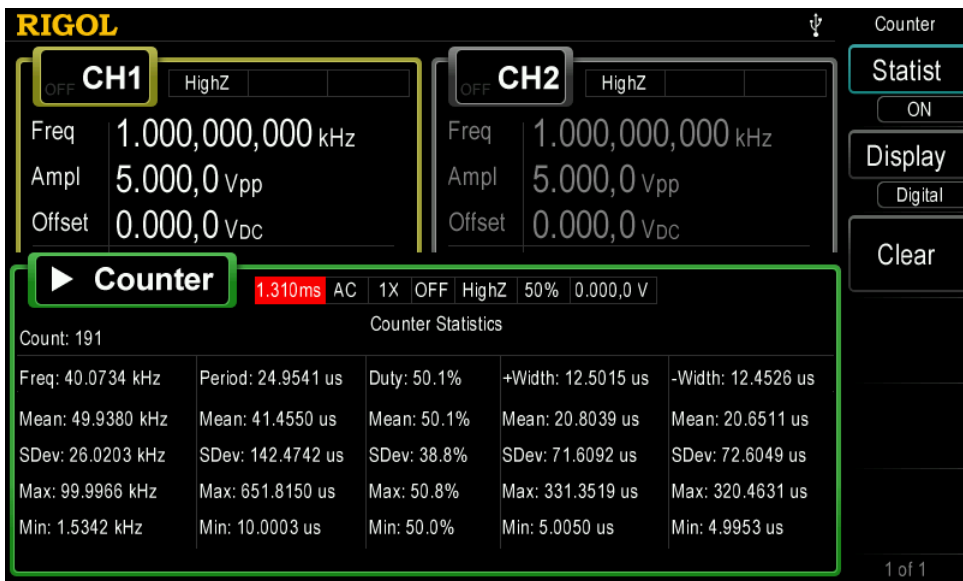 RIGOL
Counter
OFF CH1 HighZ
OFF CH2 HighZ
Statist
ON
Freq 1.000,000,000 kHz
Ampl 5.000,0 Vpp
Offset 0.000,0 VDC
Freq 1.000,000,000 kHz
Ampl 5.000,0 Vpp
Offset 0.000,0 VDC
Display
Digital
Clear
Counter 1.310ms AC 1X OFF HighZ 50% 0.000,0 V
Counter Statistics
Count: 191
Freq: 40.0734 kHz Period: 24.9541 us Duty: 50.1% +Width: 12.5015 us -Width: 12.4526 us
Mean: 49.9380 kHz Mean: 41.4550 us Mean: 50.1% Mean: 20.8039 us Mean: 20.6511 us
SDev: 26.0203 kHz SDev: 142.4742 us SDev: 38.8% SDev: 71.6092 us SDev: 72.6049 us
Max: 99.9966 kHz Max: 651.8150 us Max: 50.8% Max: 331.3519 us Max: 320.4631 us
Min: 1.5342 kHz Min: 10.0003 us Min: 50.0% Min: 5.0050 us Min: 4.9953 us
1 of 1